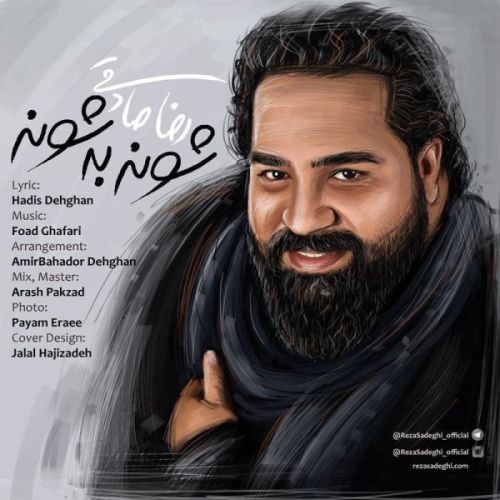 رضا صادقی
شونه به شونه
Lyric:
Hadis Dehghan
Music:
Foad Ghafari
Arrangement:
AmirBahador Dehghan
Mix, Master:
Arash Pakzad
Photo:
Payam Eraee
Cover Design:
Jalal Hajizadeh
@RezaSadeghi_official
@RezaSadeghi_official
rezasadeghi.com